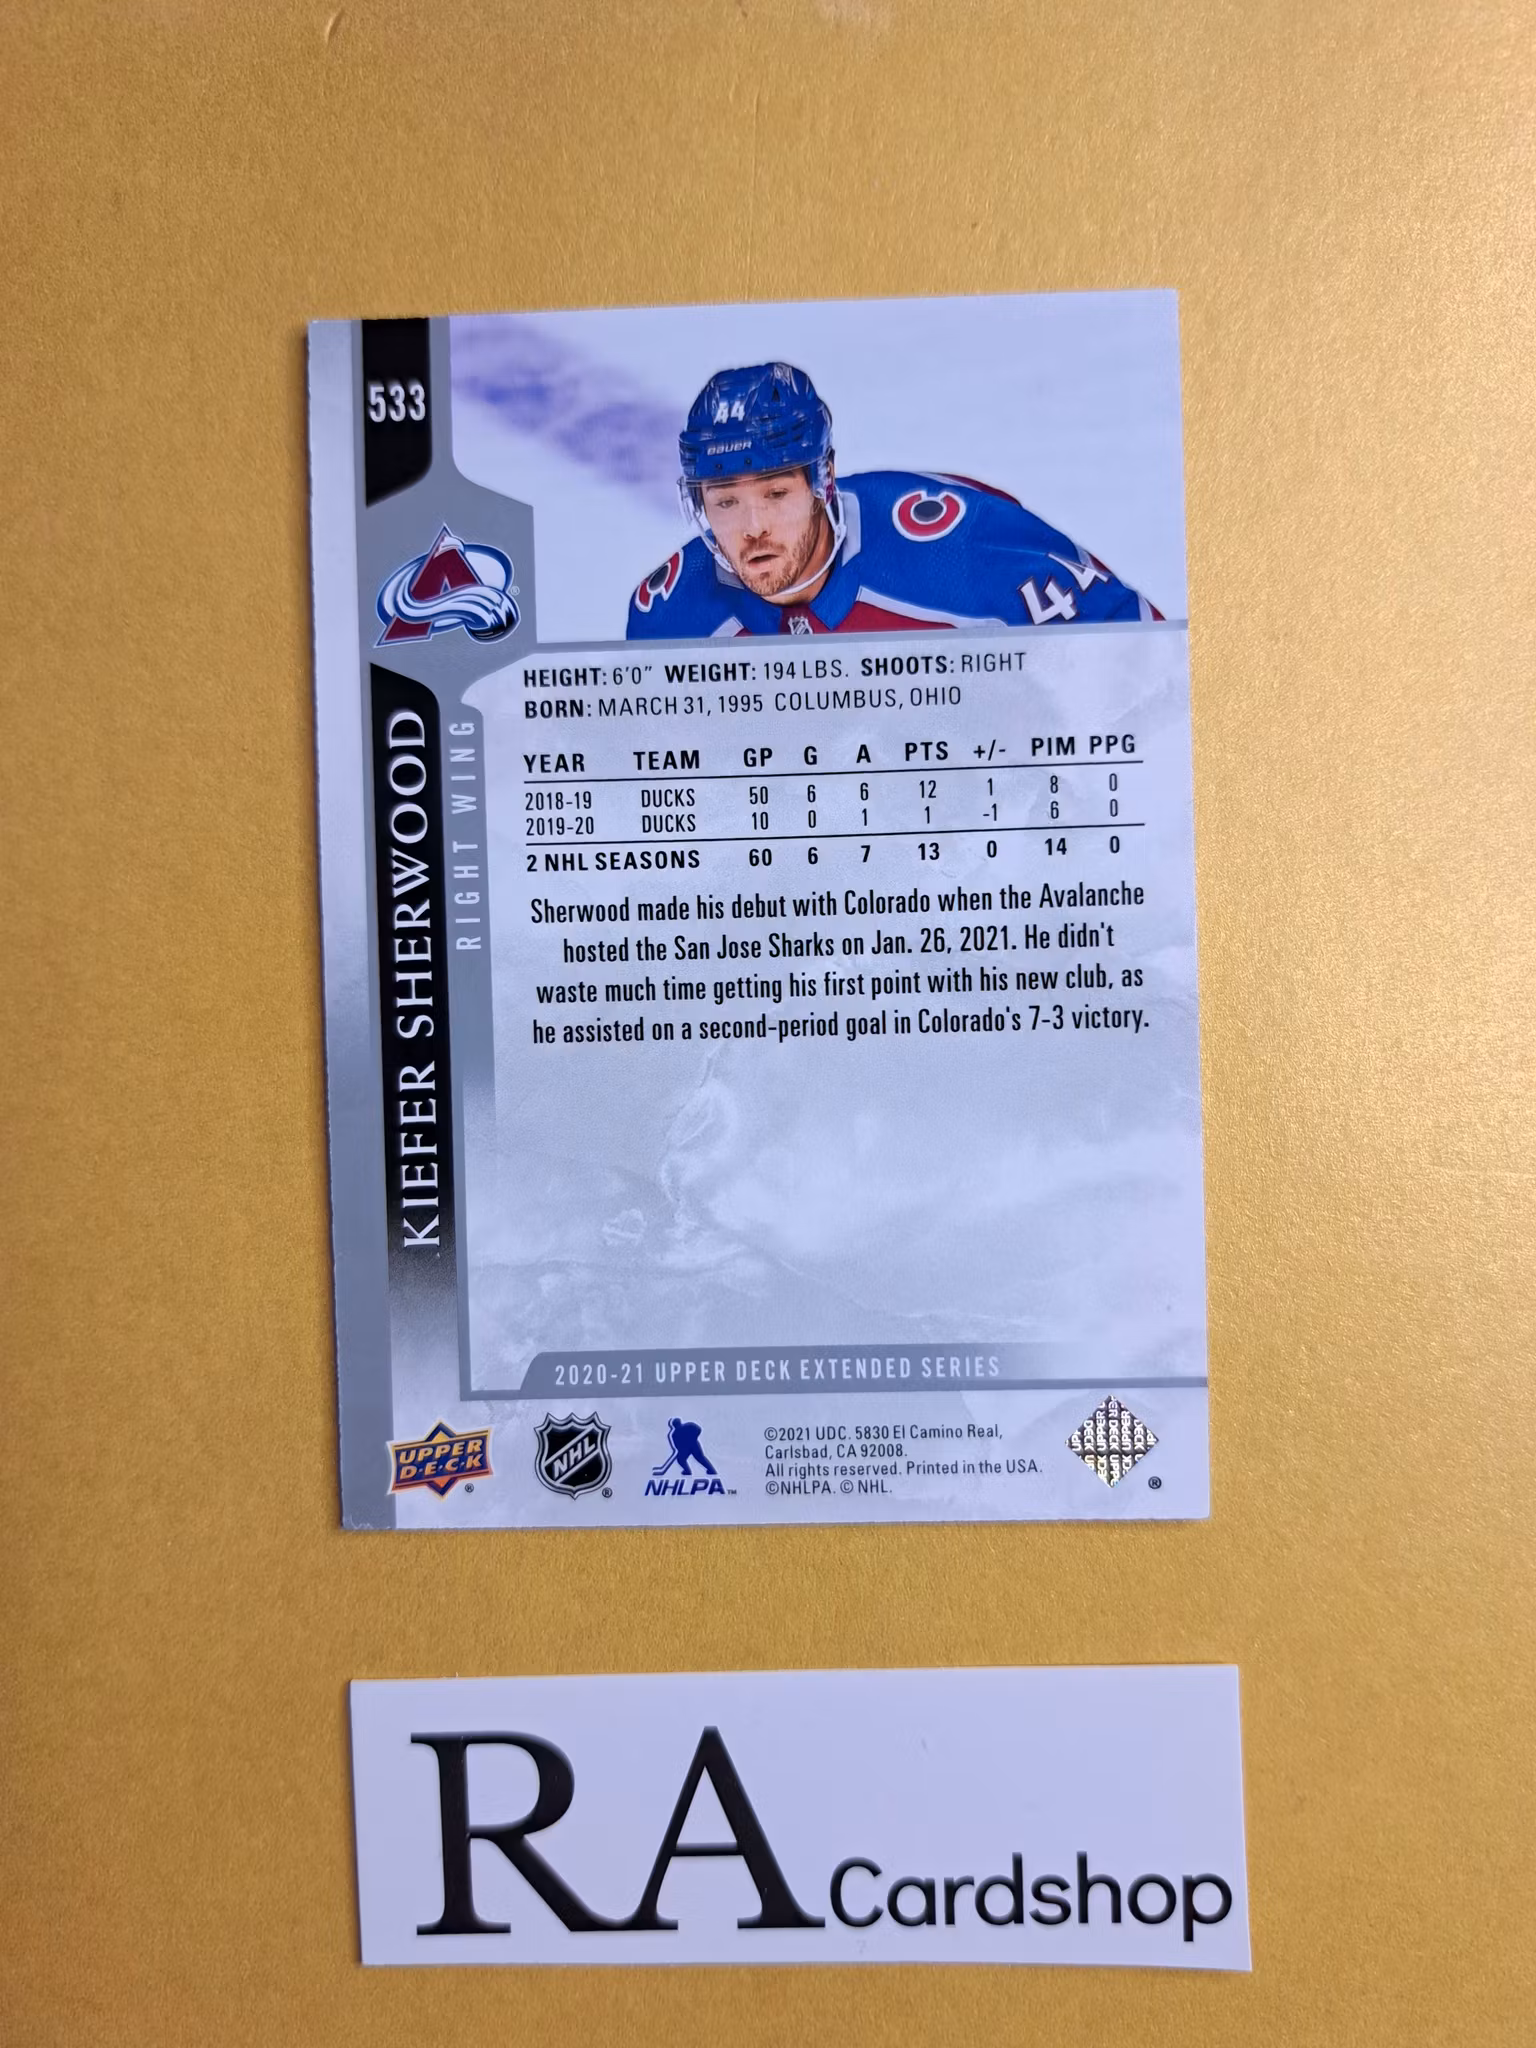 533
44
BAUER
44
A
KIEFER SHERWOOD
RIGHT WING
HEIGHT: 6'0" WEIGHT: 194 LBS. SHOOTS: RIGHT
BORN: MARCH 31, 1995 COLUMBUS, OHIO
YEAR TEAM GP G A PTS +/- PIM PPG
2018-19 DUCKS 50 6 6 12 1 8 0
2019-20 DUCKS 10 0 1 1 -1 6 0
2 NHL SEASONS 60 6 7 13 0 14 0
Sherwood made his debut with Colorado when the Avalanche
hosted the San Jose Sharks on Jan. 26, 2021. He didn't
waste much time getting his first point with his new club, as
he assisted on a second-period goal in Colorado's 7-3 victory.
2020-21 UPPER DECK EXTENDED SERIES
UPPER
D·E·C·K
®
NHL
®
NHLPA™
©2021 UDC. 5830 El Camino Real,
Carlsbad, CA 92008.
All rights reserved. Printed in the USA.
©NHLPA. © NHL.
®
RA Cardshop